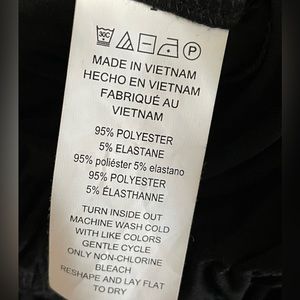 30C P
MADE IN VIETNAM
HECHO EN VIETNAM
FABRIQUÉ AU
VIETNAM
95% POLYESTER
5% ELASTANE
95% poliéster 5% elastano
95% POLYESTER
5% ÉLASTHANNE
TURN INSIDE OUT
MACHINE WASH COLD
WITH LIKE COLORS
GENTLE CYCLE
ONLY NON-CHLORINE
BLEACH
RESHAPE AND LAY FLAT
TO DRY